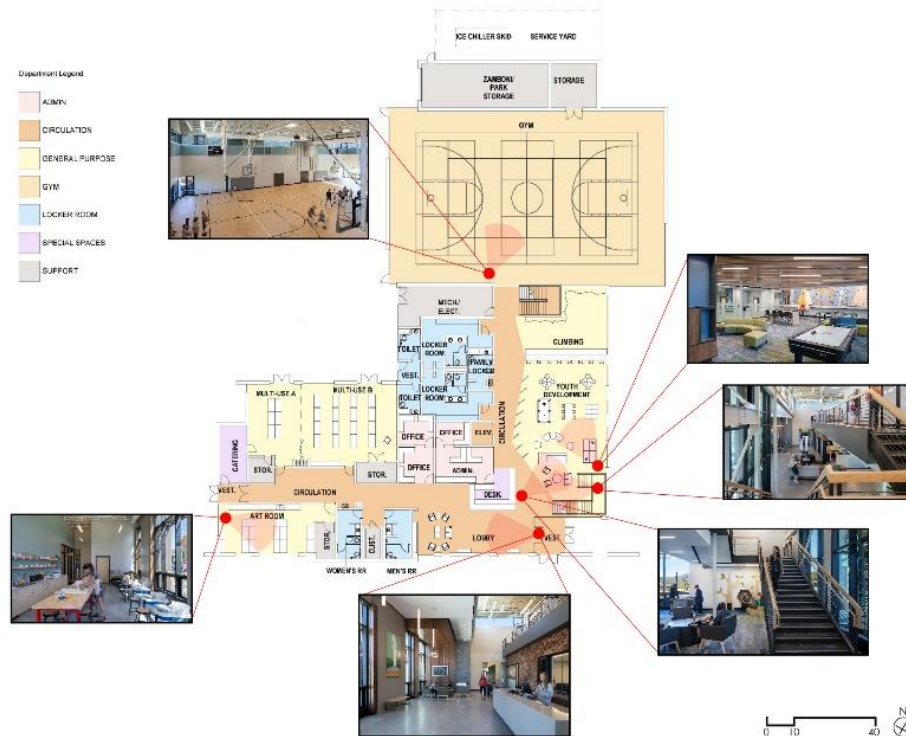 ICE CHILLER SKID
SERVICE YARD
Department Legend
ADMIN
CIRCULATION
GENERAL PURPOSE
GYM
LOCKER ROOM
SPECIAL SPACES
SUPPORT
ZAMBONI/
PARK
STORAGE
STORAGE
GYM
MECH./
ELECT.
TOILET
LOCKER
ROOM
FAMILY
LOCKER
VEST.
LOCKER
ROOM
TOILET
CLIMBING
YOUTH
DEVELOPMENT
CIRCULATION
MULTI-USE A
MULTI-USE B
OFFICE
OFFICE
ELEV.
OFFICE
ADMIN.
CATERING
STOR.
STOR.
VEST.
CIRCULATION
DESK
ART ROOM
STOR.
CUST.
LOBBY
VEST.
WOMEN'S RR
MEN'S RR
N
0 10 40